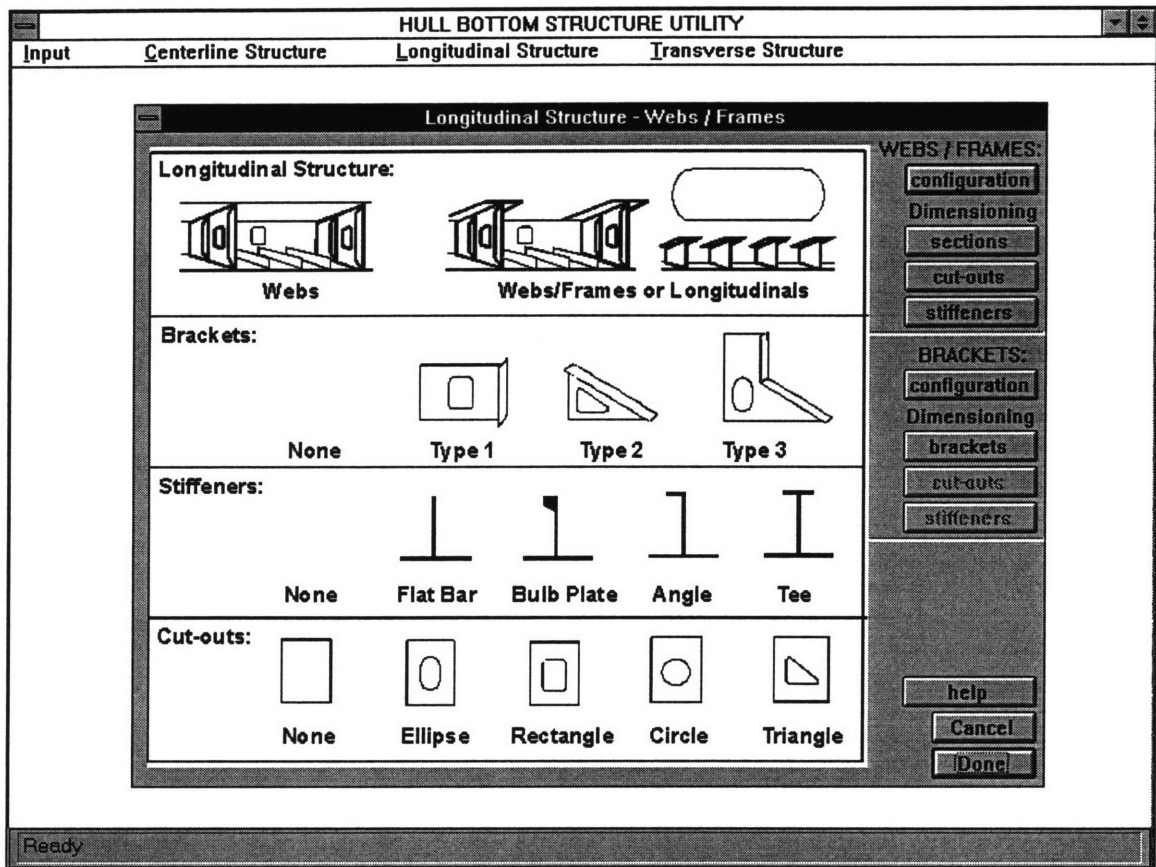 HULL BOTTOM STRUCTURE UTILITY
Input Centerline Structure Longitudinal Structure Transverse Structure
Longitudinal Structure - Webs / Frames
Longitudinal Structure:
Webs Webs/Frames or Longitudinals
Brackets:
None Type 1 Type 2 Type 3
Stiffeners:
None Flat Bar Bulb Plate Angle Tee
Cut-outs:
None Ellipse Rectangle Circle Triangle
WEBS / FRAMES:
configuration
Dimensioning
sections
cut-outs
stiffeners
BRACKETS:
configuration
Dimensioning
brackets
cut-outs
stiffeners
help
Cancel
Done
Ready